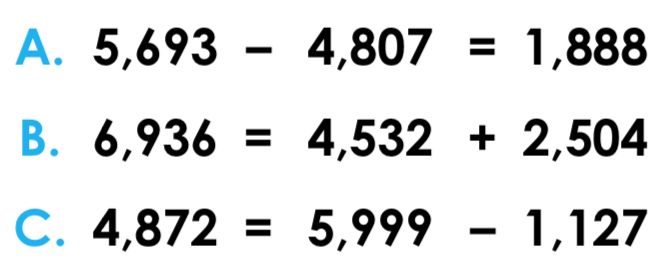 A. 5,693 – 4,807 = 1,888
B. 6,936 = 4,532 + 2,504
C. 4,872 = 5,999 – 1,127